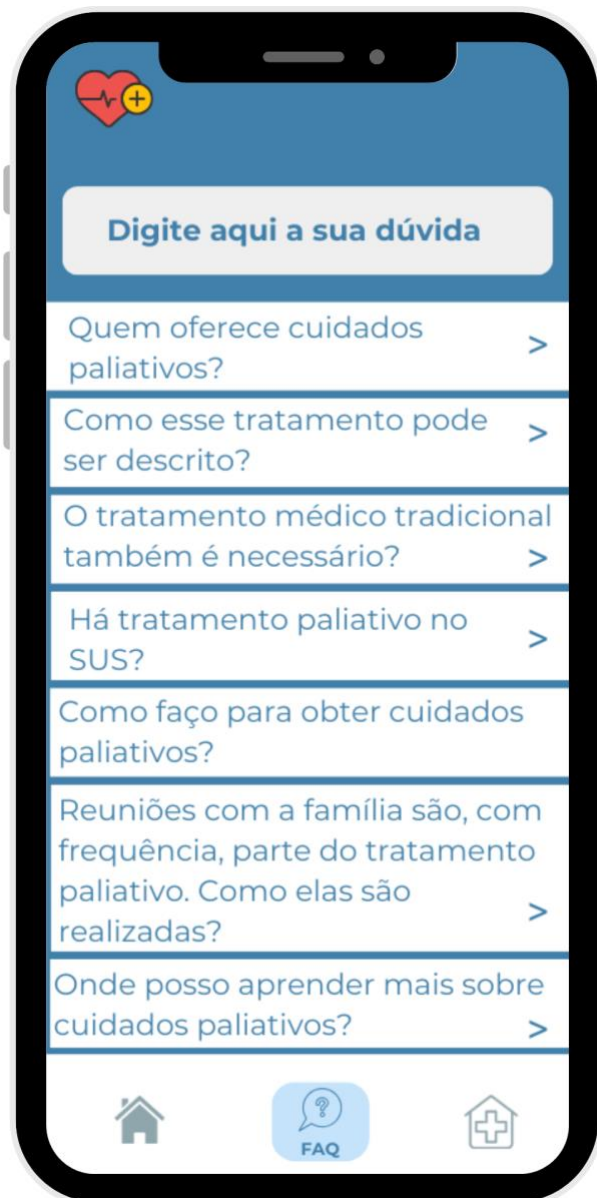 Digite aqui a sua dúvida
Quem oferece cuidados
paliativos?
>
Como esse tratamento pode
ser descrito?
>
O tratamento médico tradicional
também é necessário?
>
Há tratamento paliativo no
SUS?
>
Como faço para obter cuidados
paliativos?
Reuniões com a família são, com
frequência, parte do tratamento
paliativo. Como elas são
realizadas?
>
Onde posso aprender mais sobre
cuidados paliativos?
>
?
FAQ